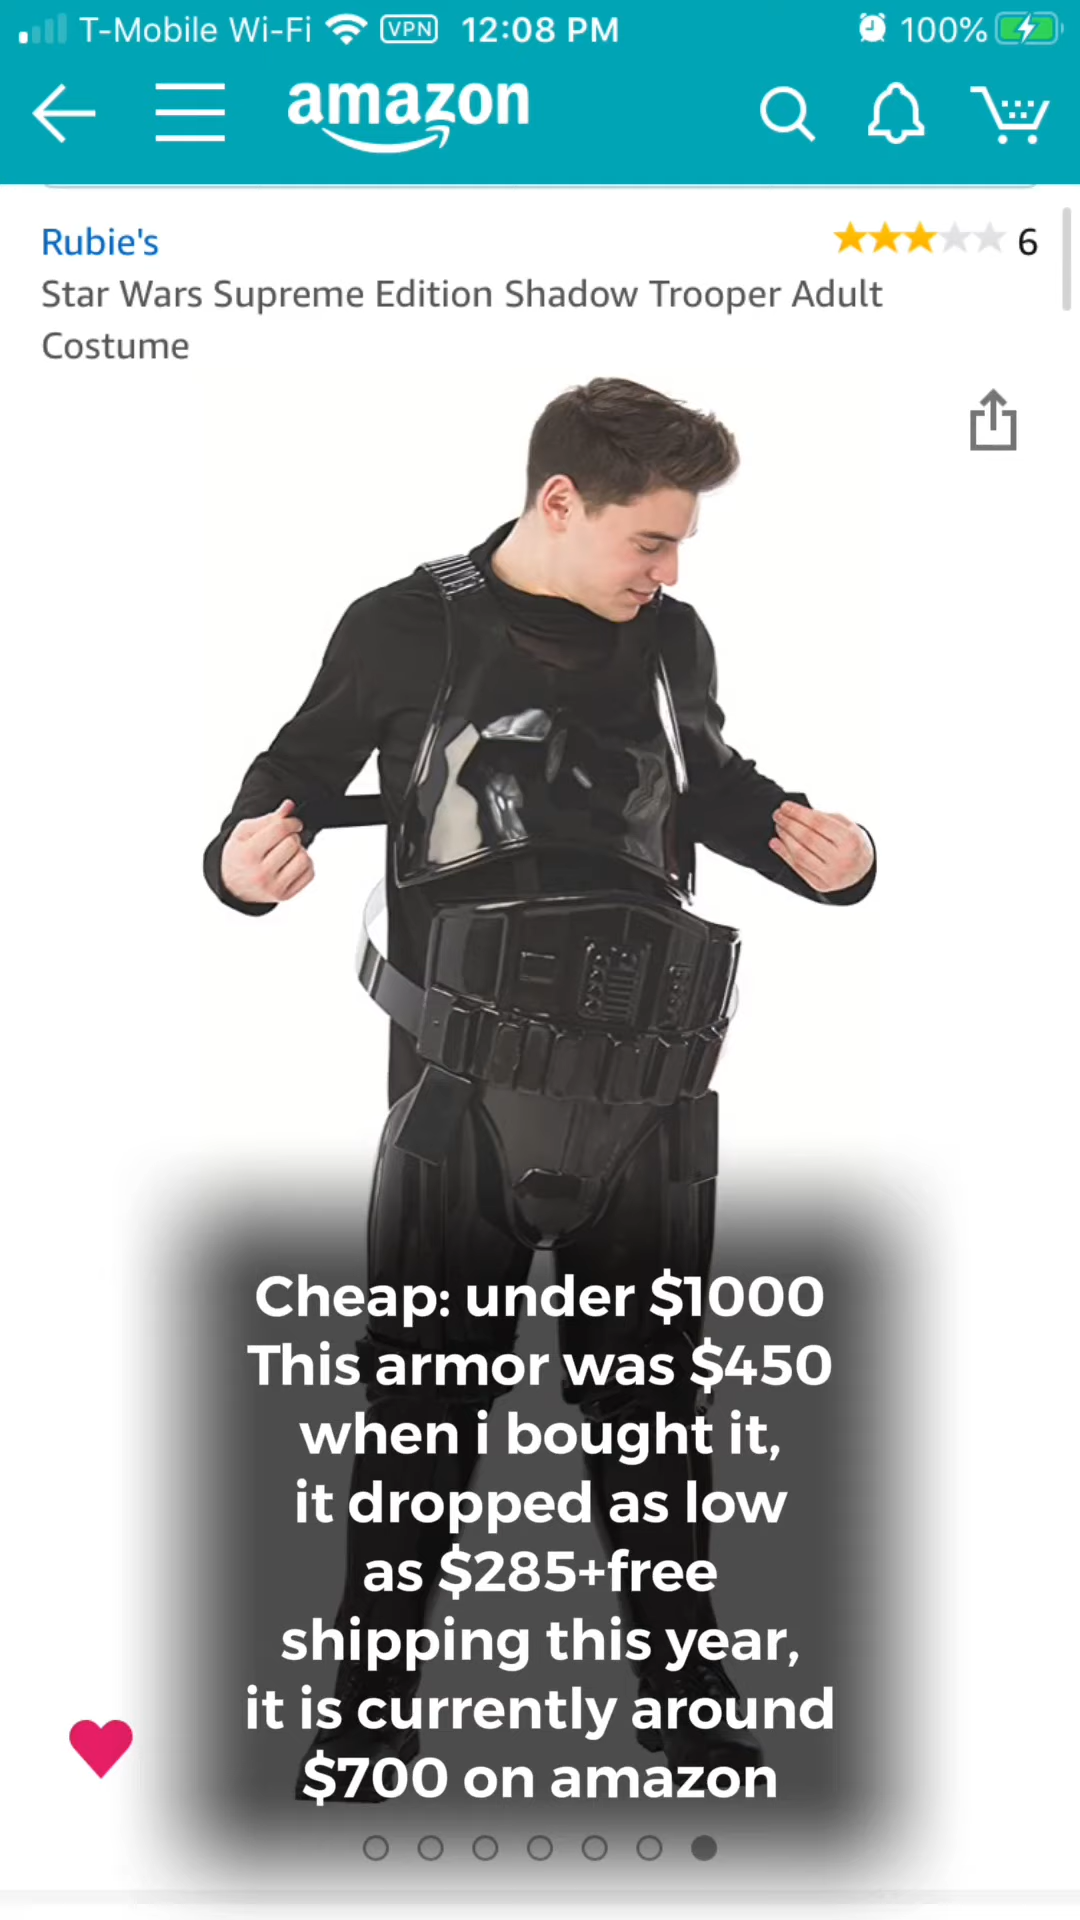 T-Mobile Wi-Fi VPN 12:08 PM 100%
amazon
Rubie's 6
Star Wars Supreme Edition Shadow Trooper Adult
Costume
Cheap: under $1000
This armor was $450
when i bought it,
it dropped as low
as $285+free
shipping this year,
it is currently around
$700 on amazon